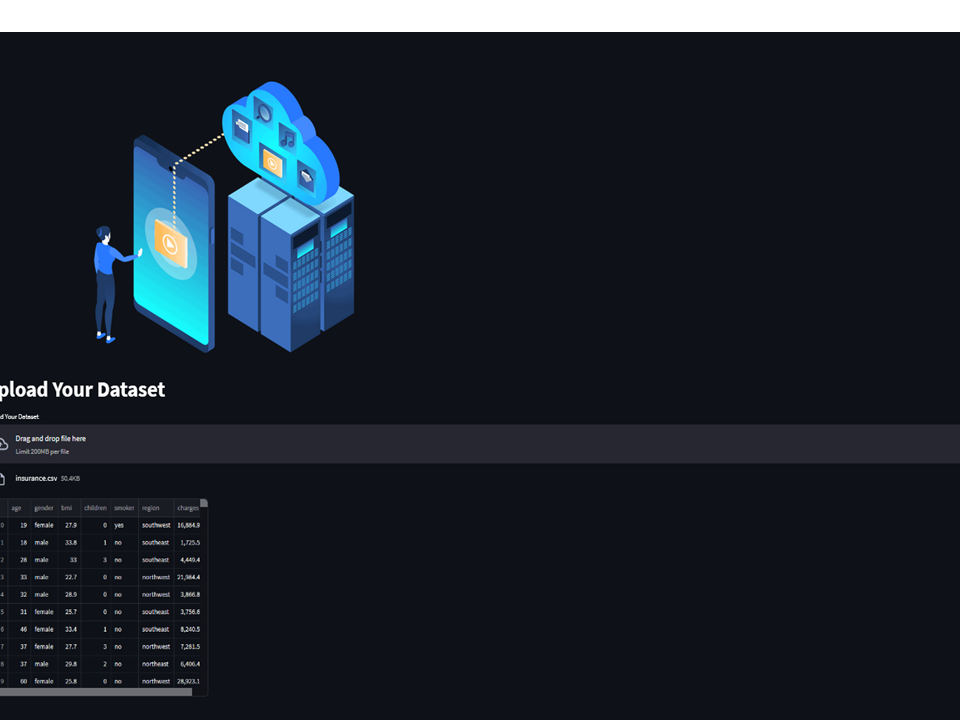 pload Your Dataset
d Your Dataset
Drag and drop file here
Limit 200MB per file
insurance.csv 50.4KB
age gender bmi children smoker region charges
0 19 female 27.9 0 yes southwest 16,884.9
1 18 male 33.8 1 no southeast 1,725.5
2 28 male 33 3 no southeast 4,449.4
3 33 male 22.7 0 no northwest 21,984.4
4 32 male 28.9 0 no northwest 3,866.8
5 31 female 25.7 0 no southeast 3,756.6
6 46 female 33.4 1 no southeast 8,240.5
7 37 female 27.7 3 no northwest 7,281.5
8 37 male 29.8 2 no northeast 6,406.4
9 60 female 25.8 0 no northwest 28,923.1